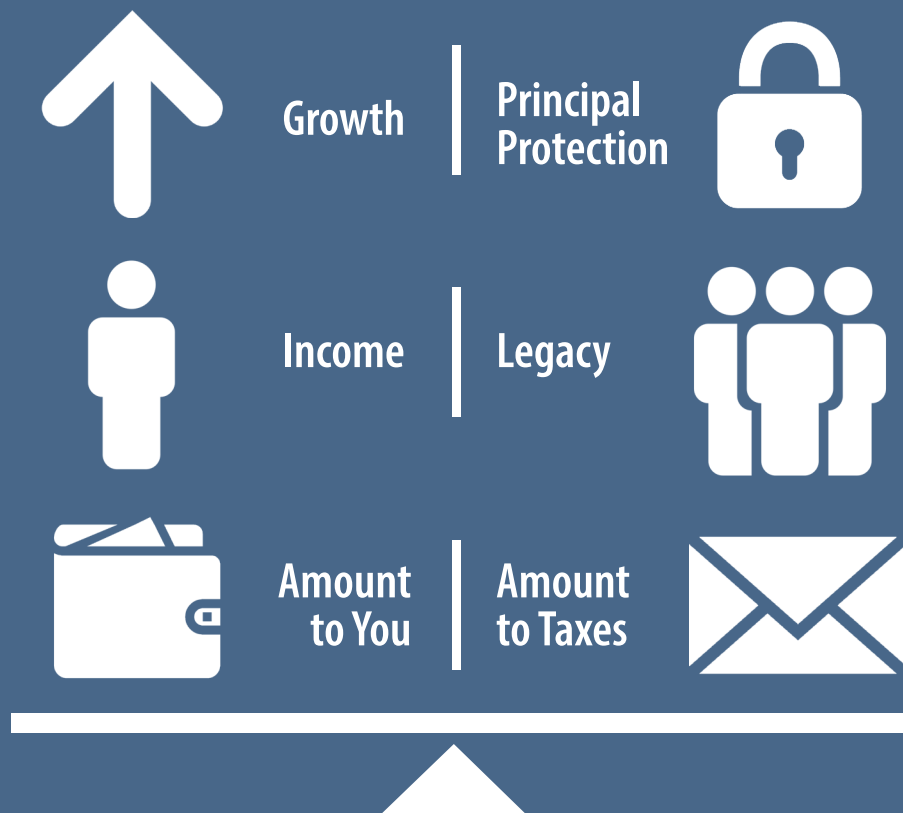 Growth
Principal
Protection
Income
Legacy
Amount
to You
Amount
to Taxes